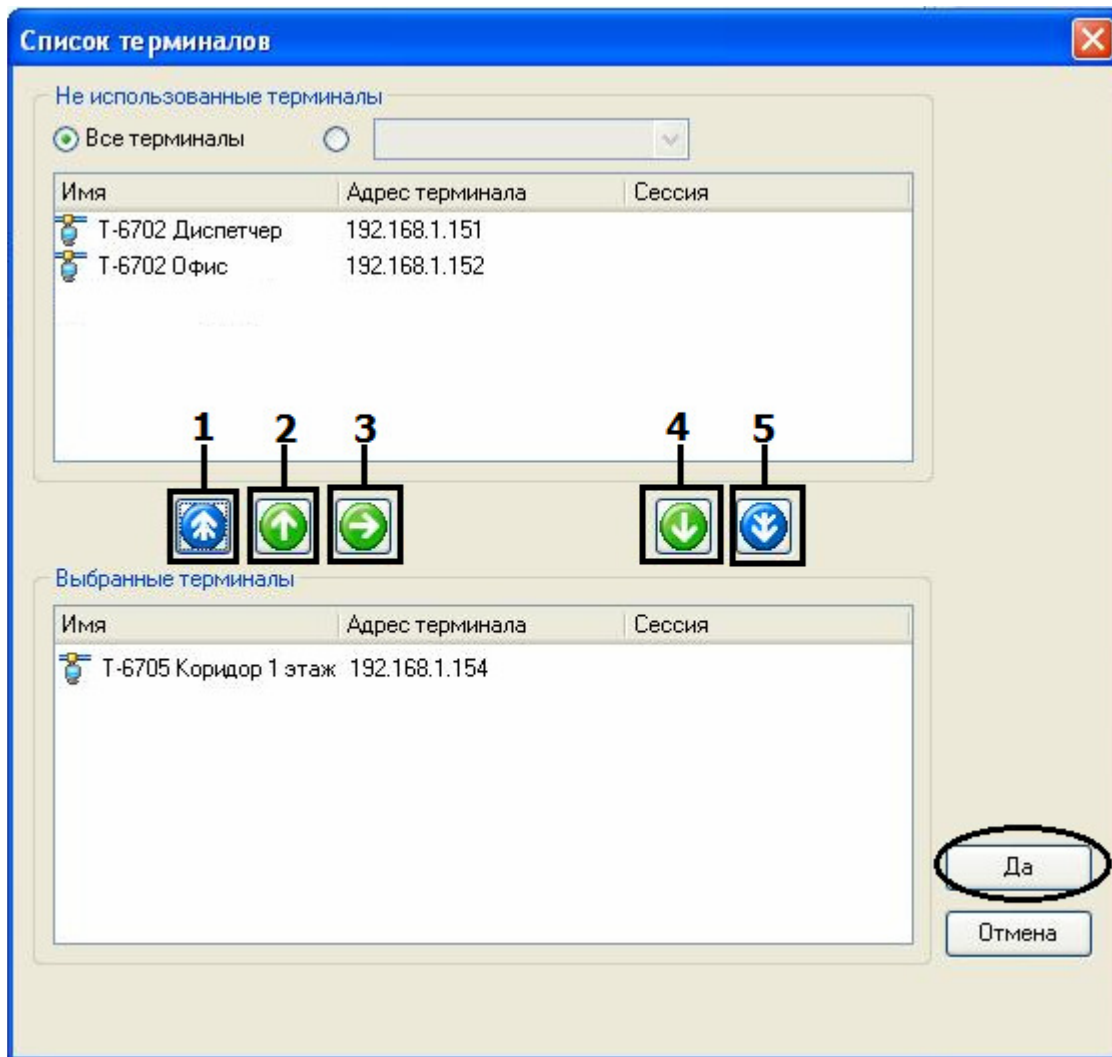 Список терминалов
Не использованные терминалы
Все терминалы
Имя Адрес терминала Сессия
Т-6702 Диспетчер 192.168.1.151
Т-6702 Офис 192.168.1.152
1 2 3 4 5
Выбранные терминалы
Имя Адрес терминала Сессия
Т-6705 Коридор 1 этаж 192.168.1.154
Да
Отмена